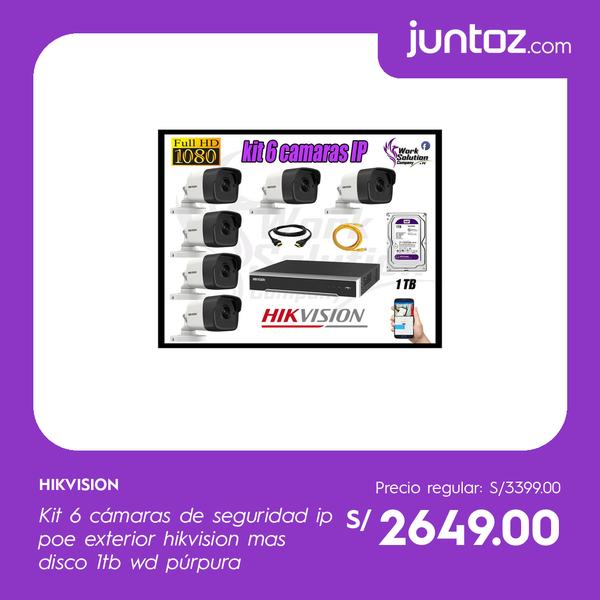 juntoz.com
Full HD
1080
kit 6 camaras IP
Work
Solution
Company
1 TB
HIKVISION
HIKVISION
Precio regular: S/3399.00
Kit 6 cámaras de seguridad ip
poe exterior hikvision mas
disco 1tb wd púrpura
S/ 2649.00